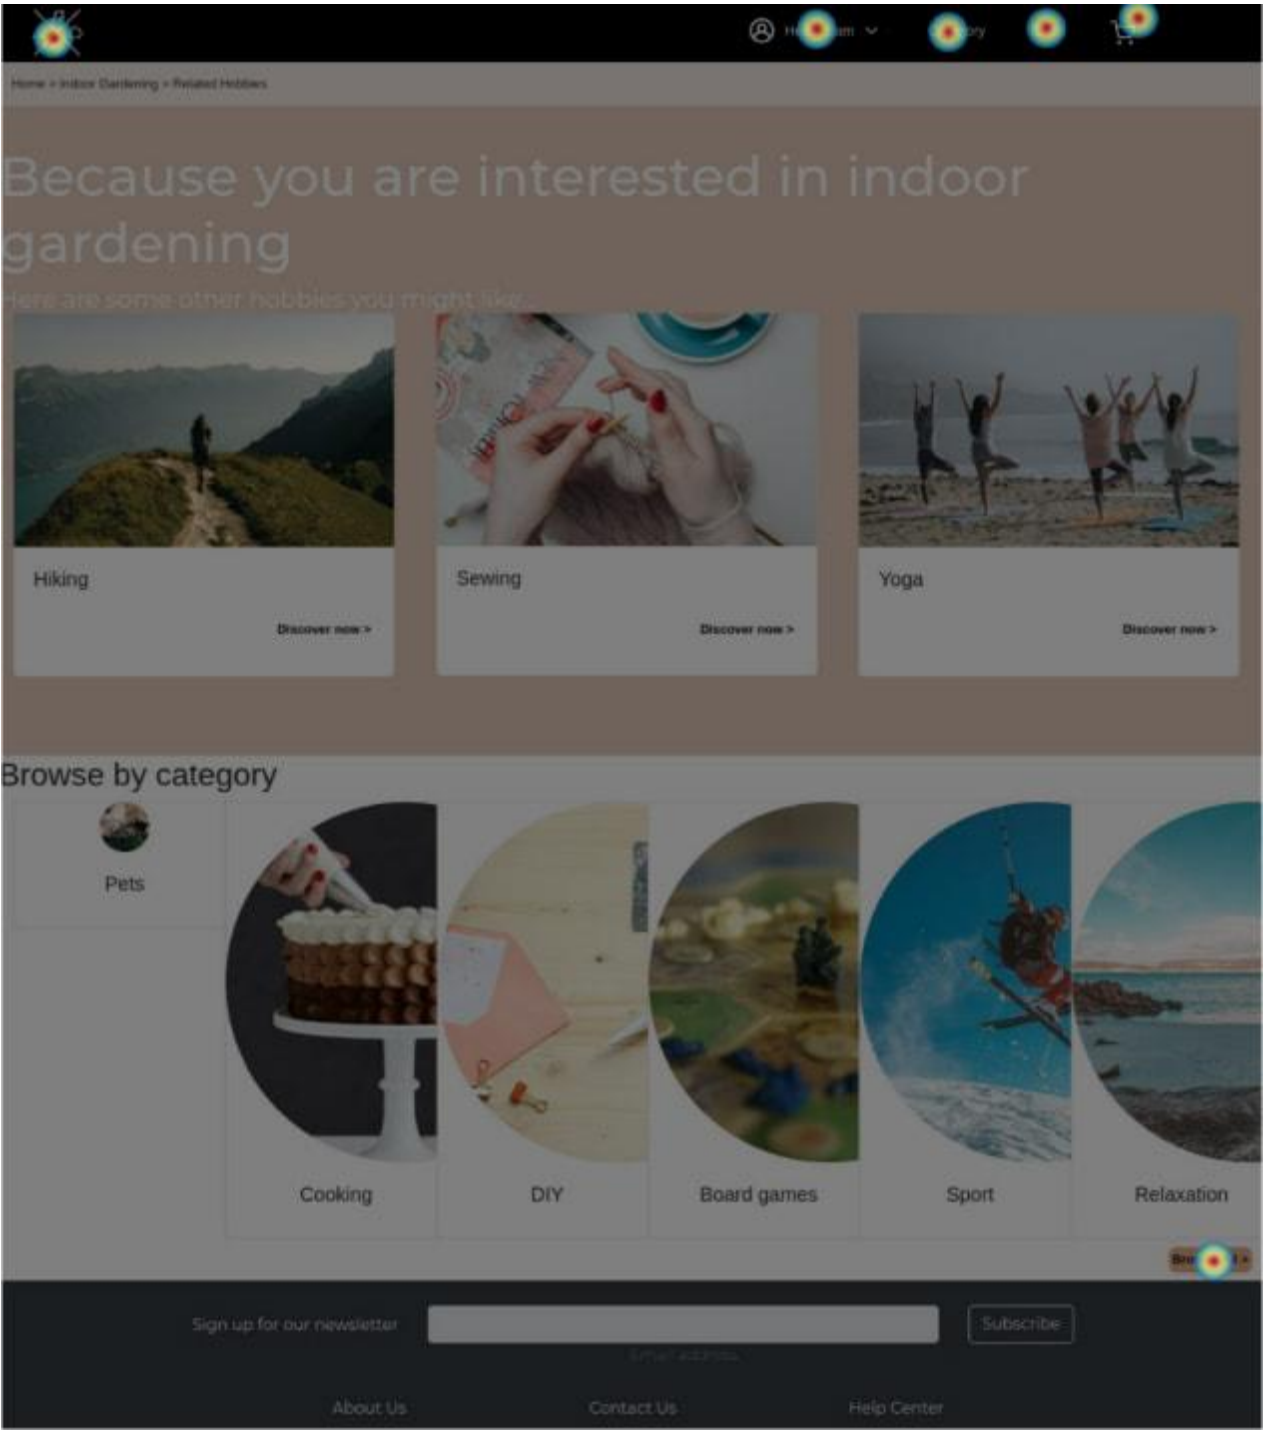 Home > Indoor Gardening > Related Hobbies
Because you are interested in indoor
gardening
Here are some other hobbies you might like...
Hiking
Sewing
Yoga
Discover now >
Discover now >
Discover now >
Browse by category
Pets
Cooking
DIY
Board games
Sport
Relaxation
Sign up for our newsletter
Subscribe
Email address
About Us
Contact Us
Help Center